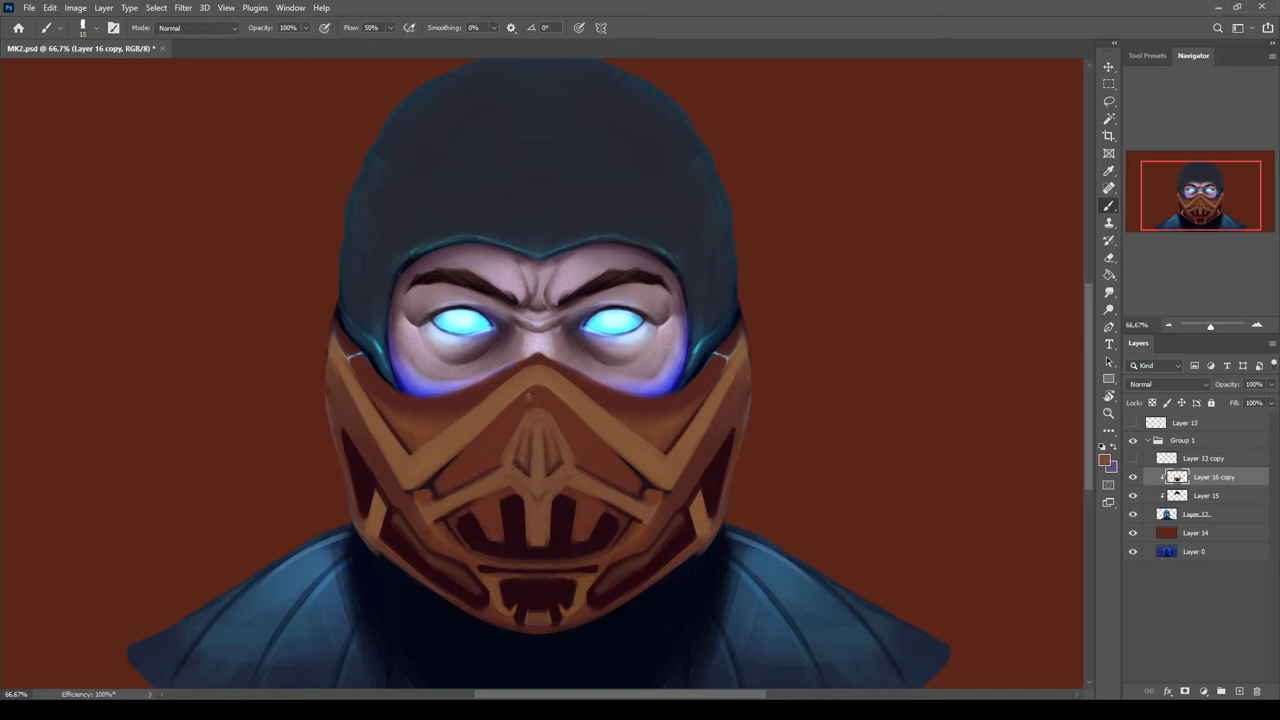 Ps File Edit Image Layer Type Select Filter 3D View Plugins Window Help
15 Mode: Normal Opacity: 100% Flow: 50% Smoothing: 0% 0°
MK2.psd @ 66,7% (Layer 16 copy, RGB/8) *
Tool Presets Navigator
66,67%
Layers
Kind
Normal Opacity: 100%
Lock: Fill: 100%
Layer 13
Group 1
Layer 13 copy
Layer 16 copy
Layer 15
Layer 12
Layer 14
Layer 0
66,67% Efficiency: 100%*